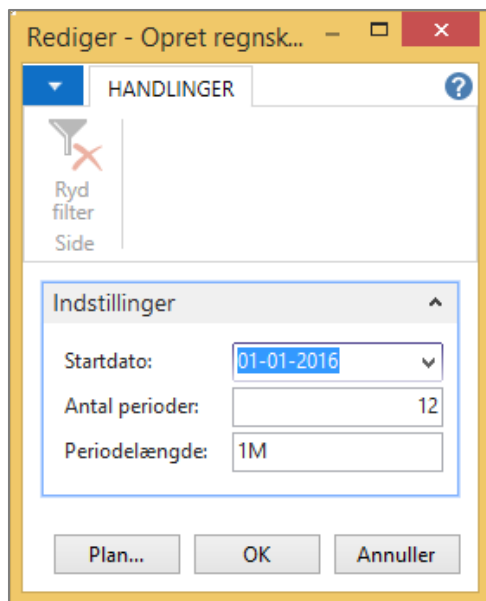 Rediger - Opret regnsk...
HANDLINGER
Ryd
filter
Side
Indstillinger
Startdato: 01-01-2016
Antal perioder: 12
Periodelængde: 1M
Plan... OK Annuller